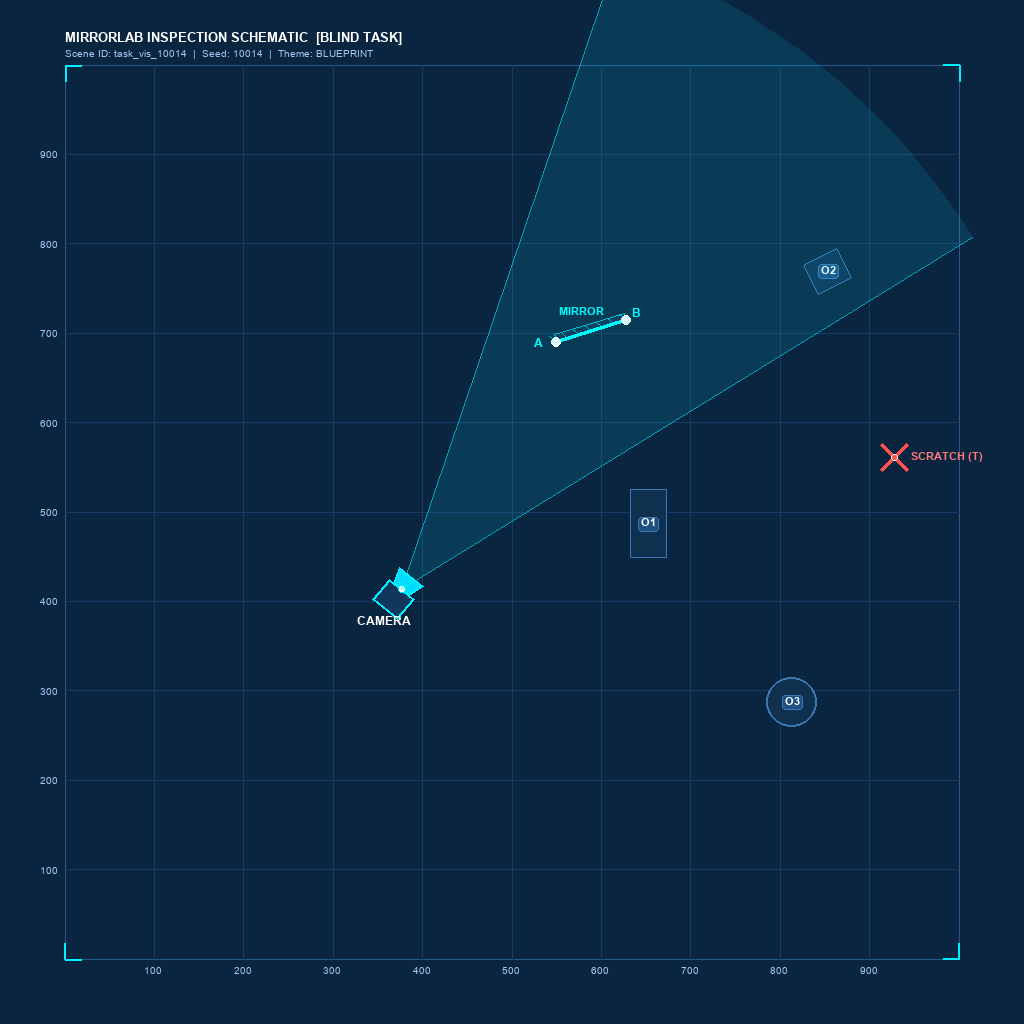 MIRRORLAB INSPECTION SCHEMATIC [BLIND TASK]
Scene ID: task_vis_10014 | Seed: 10014 | Theme: BLUEPRINT
900
800
O2
MIRROR
B
700
A
600
SCRATCH (T)
500
O1
400
CAMERA
300
O3
200
100
100 200 300 400 500 600 700 800 900